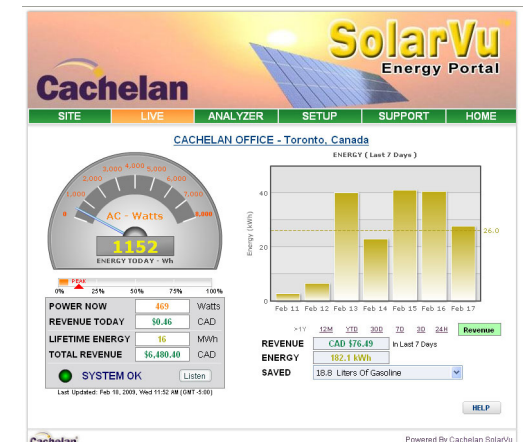 SolarVu
Energy Portal
Cachelan
SITE LIVE ANALYZER SETUP SUPPORT HOME
CACHELAN OFFICE - Toronto, Canada
0 1,000 2,000 3,000 4,000 5,000 6,000 7,000 8,000
AC - Watts
1152
ENERGY TODAY - Wh
PEAK
0% 25% 50% 75% 100%
POWER NOW 469 Watts
REVENUE TODAY $0.46 CAD
LIFETIME ENERGY 16 MWh
TOTAL REVENUE $6,480.40 CAD
SYSTEM OK Listen
Last Updated: Feb 18, 2009, Wed 11:52 AM (GMT -5:00)
ENERGY ( Last 7 Days )
Energy (kWh)
40
20
0
26.0
Feb 11 Feb 12 Feb 13 Feb 14 Feb 15 Feb 16 Feb 17
>1Y 12M YTD 30D 7D 3D 24H Revenue
REVENUE CAD $76.49 In Last 7 Days
ENERGY 182.1 kWh
SAVED 18.8 Liters Of Gasoline
HELP
Cachelan
Powered By Cachelan SolarVu